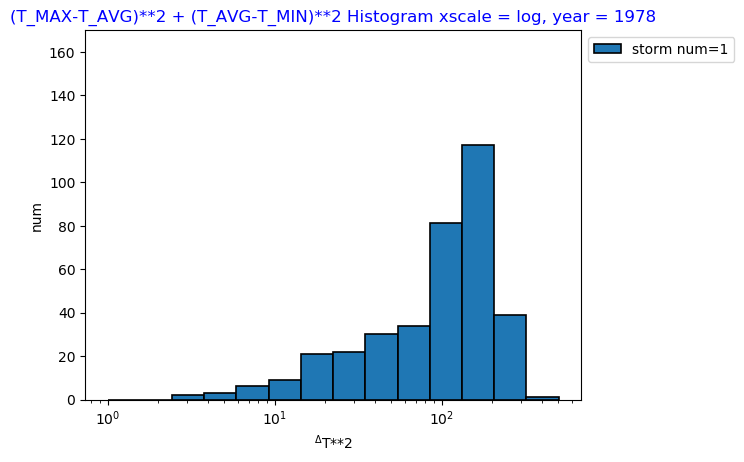 (T_MAX-T_AVG)**2 + (T_AVG-T_MIN)**2 Histogram xscale = log, year = 1978
storm num=1
160
140
120
100
80
60
40
20
0
num
10⁰ 10¹ 10²
ΔT**2